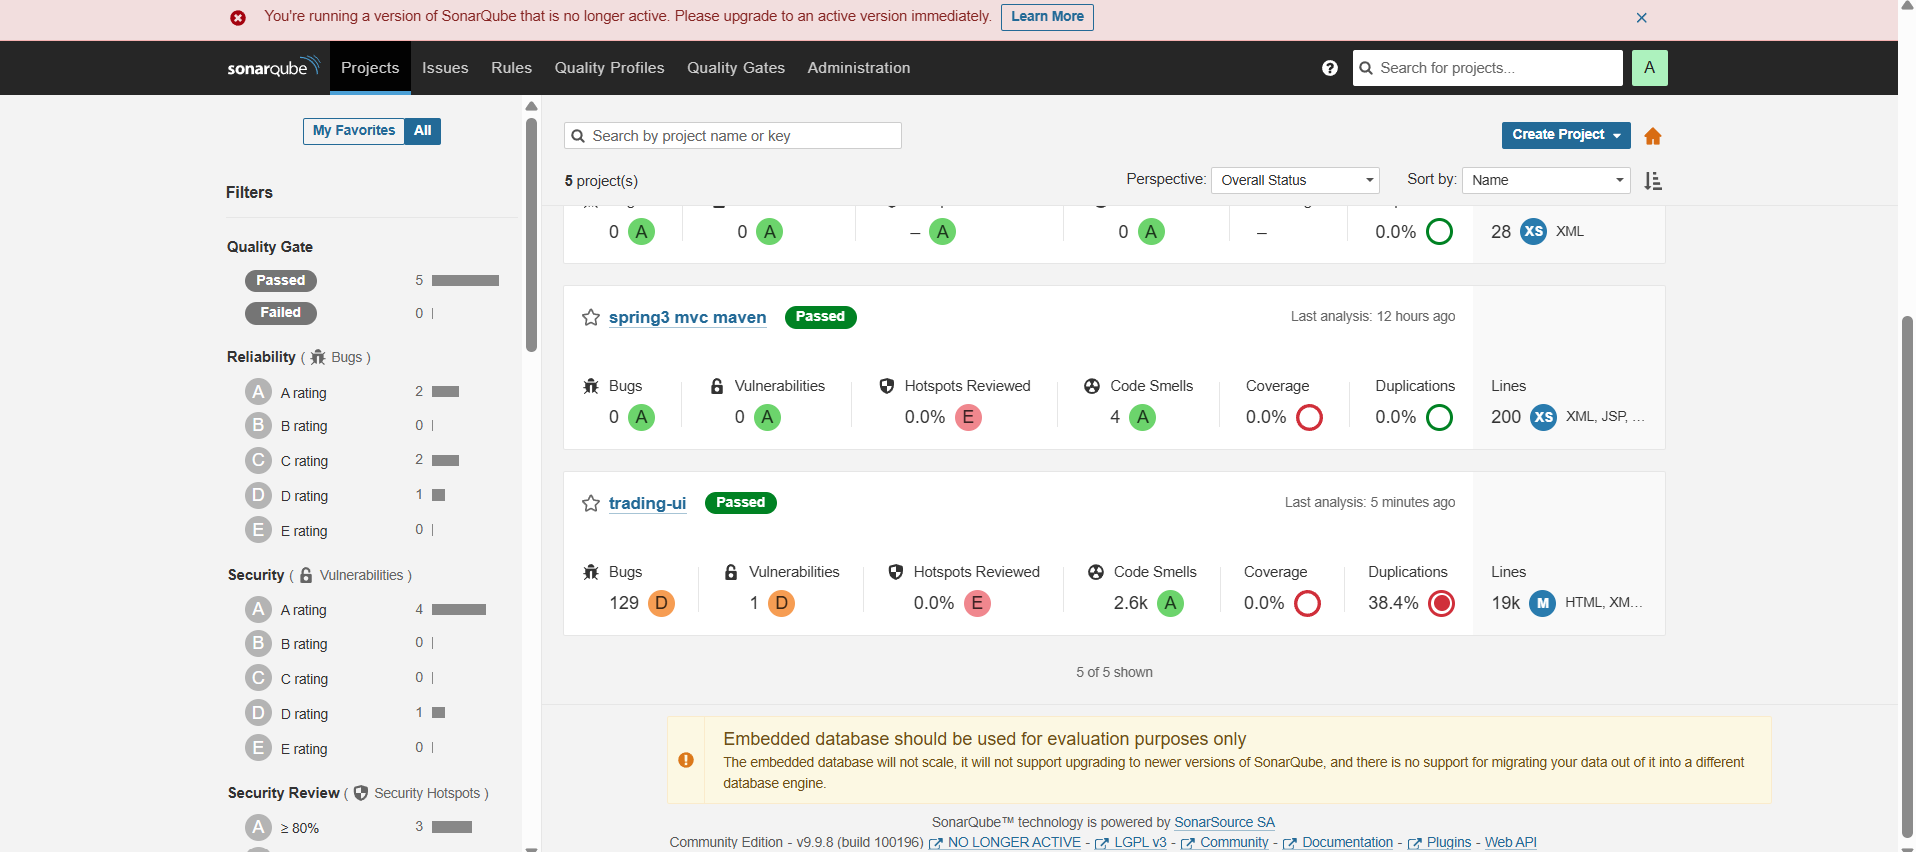 You're running a version of SonarQube that is no longer active. Please upgrade to an active version immediately. Learn More
sonarqube Projects Issues Rules Quality Profiles Quality Gates Administration Search for projects... A
My Favorites All
Search by project name or key
Create Project
5 project(s)
Perspective: Overall Status Sort by: Name
Filters
Quality Gate
Passed 5
Failed 0
Reliability ( Bugs )
A A rating 2
B B rating 0
C C rating 2
D D rating 1
E E rating 0
Security ( Vulnerabilities )
A A rating 4
B B rating 0
C C rating 0
D D rating 1
E E rating 0
Security Review ( Security Hotspots )
A ≥ 80% 3
0 A 0 A – A 0 A – 0.0% 28 XS XML
spring3 mvc maven Passed Last analysis: 12 hours ago
Bugs Vulnerabilities Hotspots Reviewed Code Smells Coverage Duplications Lines
0 A 0 A 0.0% E 4 A 0.0% 0.0% 200 XS XML, JSP, ...
trading-ui Passed Last analysis: 5 minutes ago
Bugs Vulnerabilities Hotspots Reviewed Code Smells Coverage Duplications Lines
129 D 1 D 0.0% E 2.6k A 0.0% 38.4% 19k M HTML, XM...
5 of 5 shown
Embedded database should be used for evaluation purposes only
The embedded database will not scale, it will not support upgrading to newer versions of SonarQube, and there is no support for migrating your data out of it into a different
database engine.
SonarQube™ technology is powered by SonarSource SA
Community Edition - v9.9.8 (build 100196) NO LONGER ACTIVE - LGPL v3 - Community - Documentation - Plugins - Web API